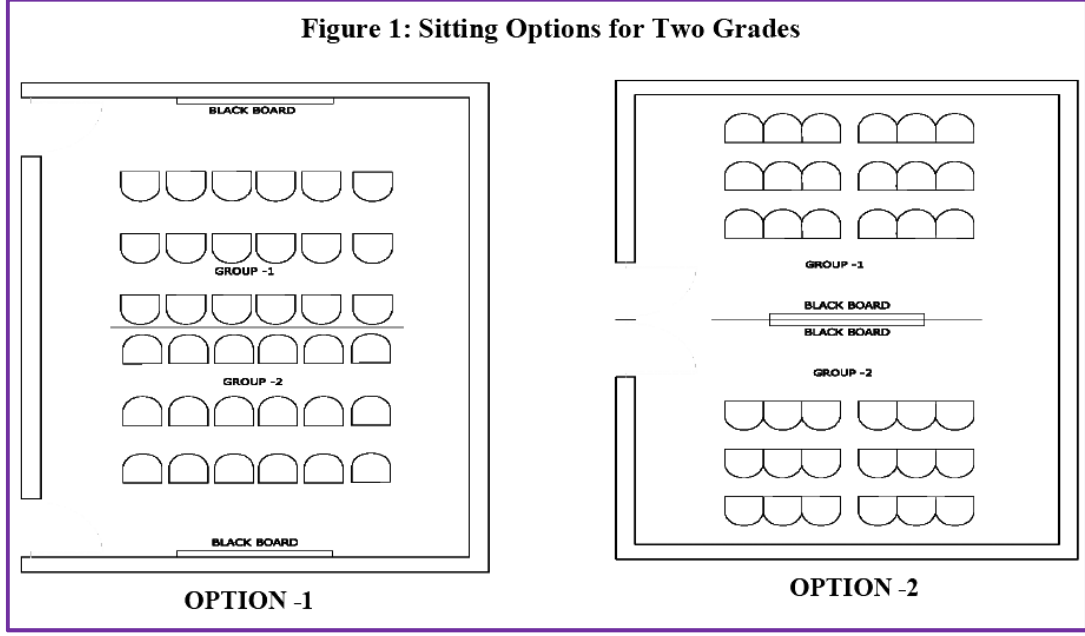 Figure 1: Sitting Options for Two Grades
BLACK BOARD
GROUP -1
GROUP -2
BLACK BOARD
OPTION -1
GROUP -1
BLACK BOARD
BLACK BOARD
GROUP -2
OPTION -2